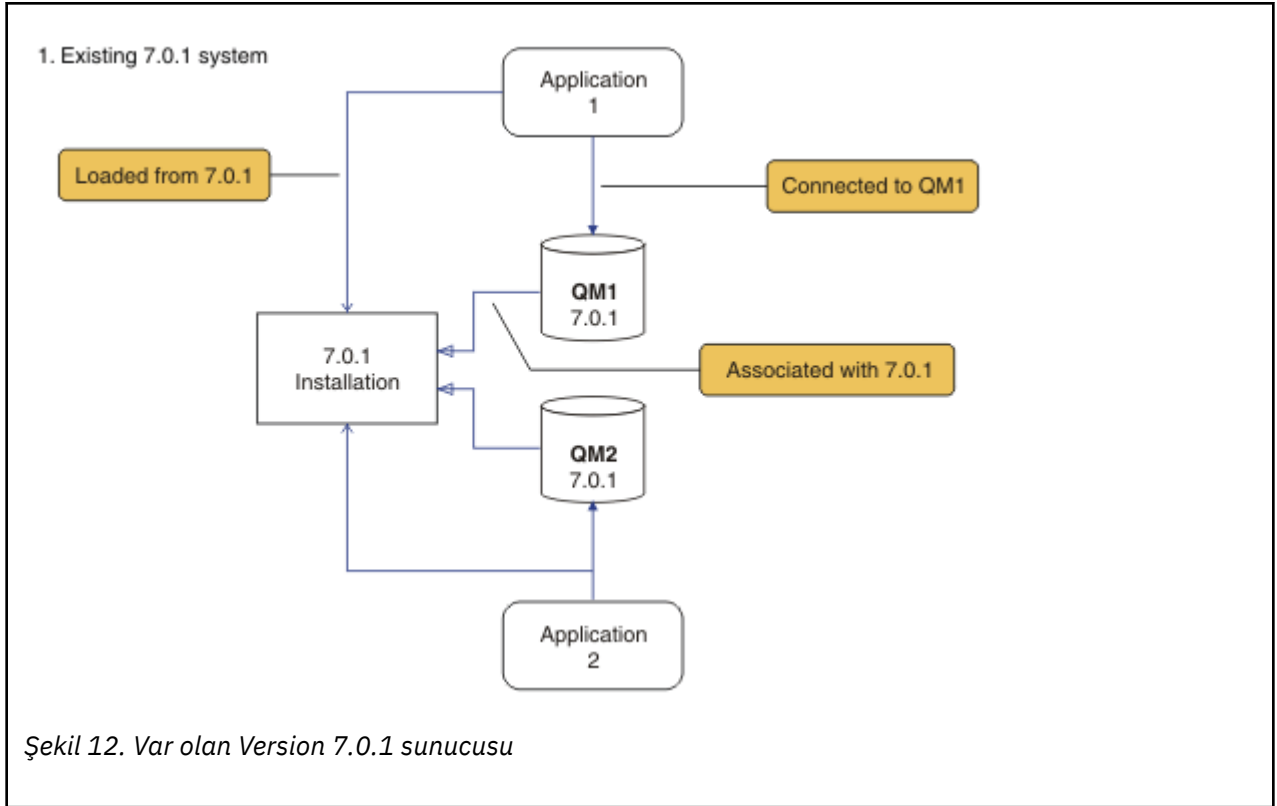 1. Existing 7.0.1 system
Application
1
Loaded from 7.0.1
Connected to QM1
QM1
7.0.1
7.0.1
Installation
Associated with 7.0.1
QM2
7.0.1
Application
2
Şekil 12. Var olan Version 7.0.1 sunucusu